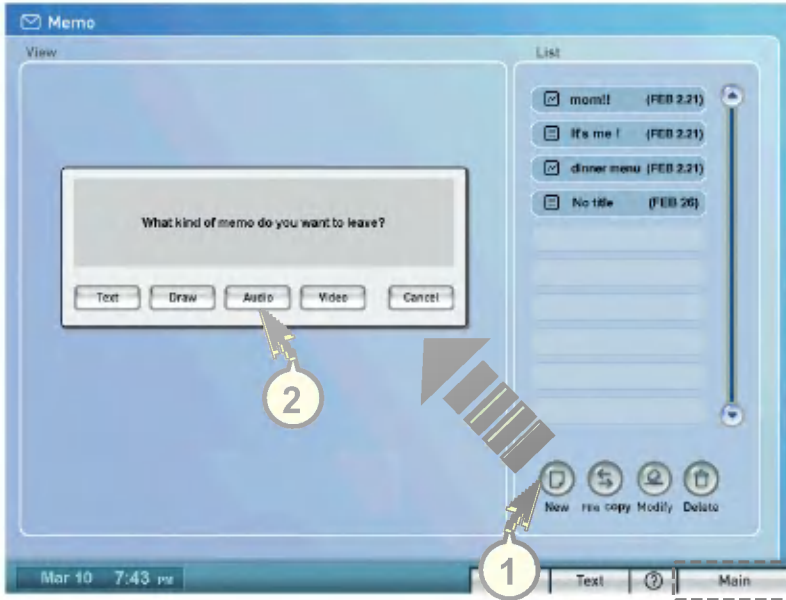 Memo
View
List
mom!! (FEB 2.21)
It's me ! (FEB 2.21)
dinner menu (FEB 2.21)
No title (FEB 26)
What kind of memo do you want to leave?
Text Draw Audio Video Cancel
2
New File copy Modify Delete
1
Mar 10 7:43 PM
Text ? Main